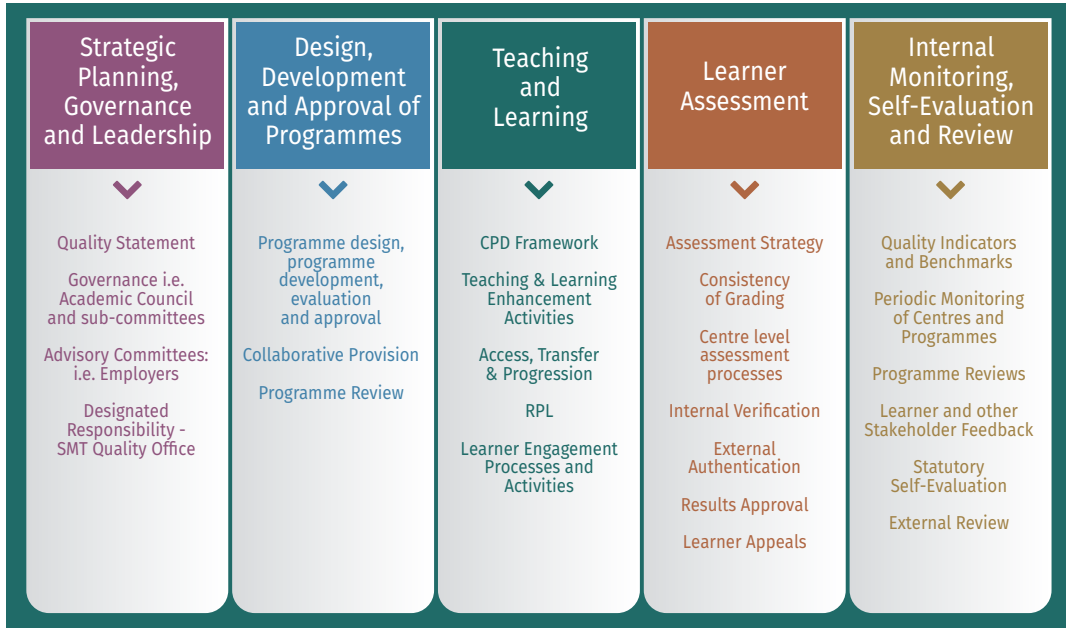 Strategic
Planning,
Governance
and Leadership
Quality Statement
Governance i.e.
Academic Council
and sub-committees
Advisory Committees:
i.e. Employers
Designated
Responsibility -
SMT Quality Office
Design,
Development
and Approval of
Programmes
Programme design,
programme
development,
evaluation
and approval
Collaborative Provision
Programme Review
Teaching
and
Learning
CPD Framework
Teaching & Learning
Enhancement
Activities
Access, Transfer
& Progression
RPL
Learner Engagement
Processes and
Activities
Learner
Assessment
Assessment Strategy
Consistency
of Grading
Centre level
assessment
processes
Internal Verification
External
Authentication
Results Approval
Learner Appeals
Internal
Monitoring,
Self-Evaluation
and Review
Quality Indicators
and Benchmarks
Periodic Monitoring
of Centres and
Programmes
Programme Reviews
Learner and other
Stakeholder Feedback
Statutory
Self-Evaluation
External Review